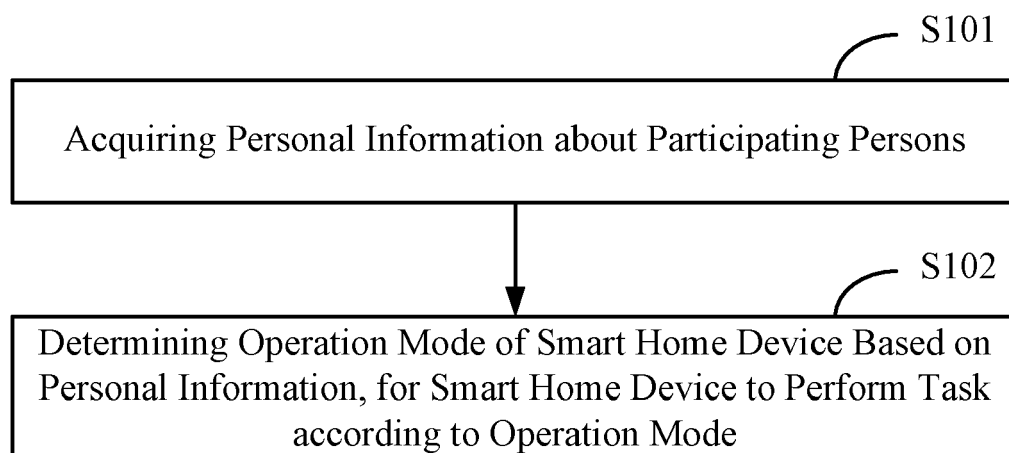 S101
Acquiring Personal Information about Participating Persons
S102
Determining Operation Mode of Smart Home Device Based on
Personal Information, for Smart Home Device to Perform Task
according to Operation Mode